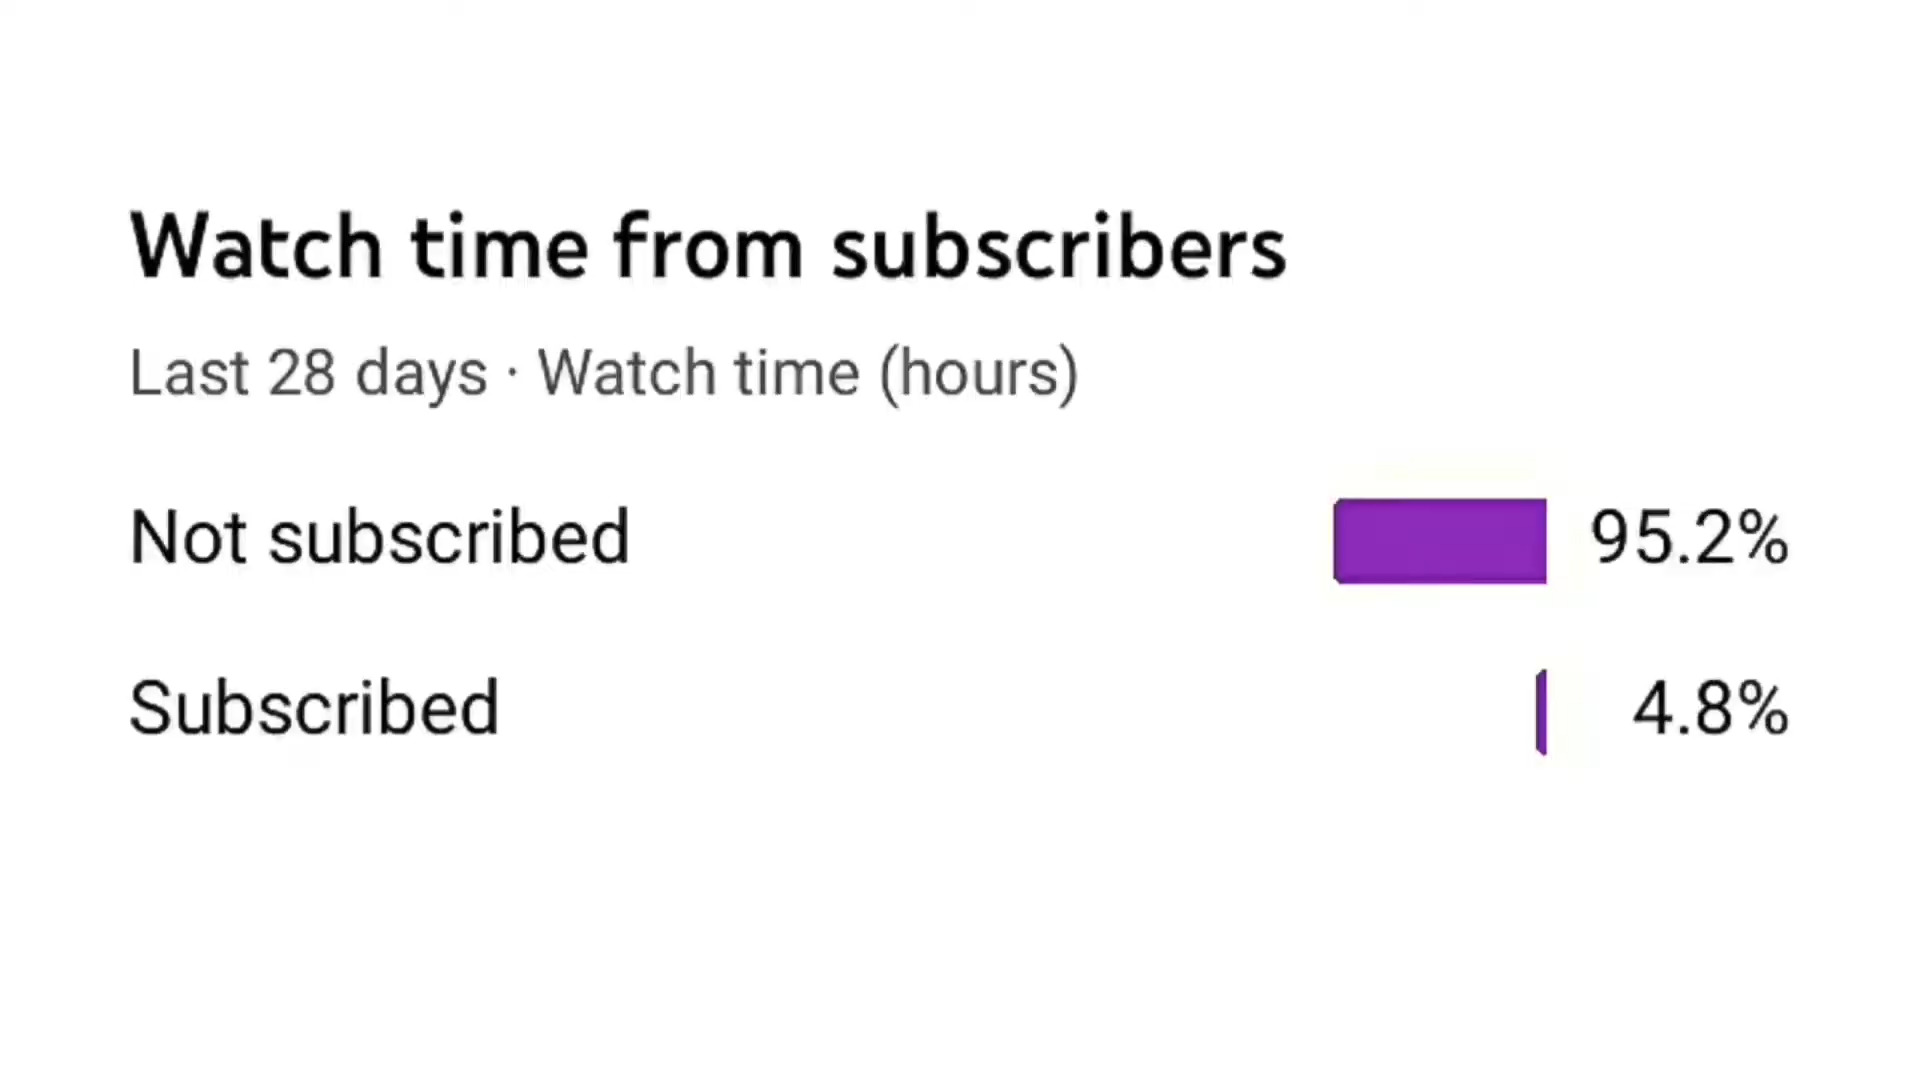 Watch time from subscribers
Last 28 days · Watch time (hours)
Not subscribed 95.2%
Subscribed 4.8%